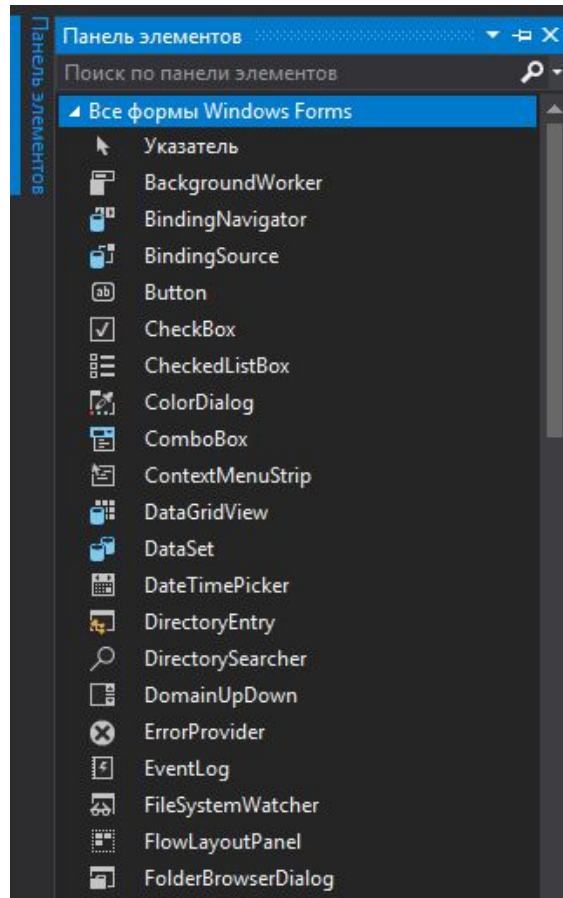 Панель элементов
Панель элементов
Поиск по панели элементов
Все формы Windows Forms
Указатель
BackgroundWorker
BindingNavigator
BindingSource
Button
CheckBox
CheckedListBox
ColorDialog
ComboBox
ContextMenuStrip
DataGridView
DataSet
DateTimePicker
DirectoryEntry
DirectorySearcher
DomainUpDown
ErrorProvider
EventLog
FileSystemWatcher
FlowLayoutPanel
FolderBrowserDialog